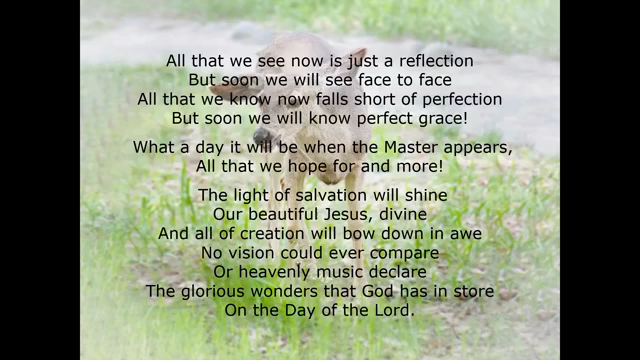 All that we see now is just a reflection
But soon we will see face to face
All that we know now falls short of perfection
But soon we will know perfect grace!
What a day it will be when the Master appears,
All that we hope for and more!
The light of salvation will shine
Our beautiful Jesus, divine
And all of creation will bow down in awe
No vision could ever compare
Or heavenly music declare
The glorious wonders that God has in store
On the Day of the Lord.